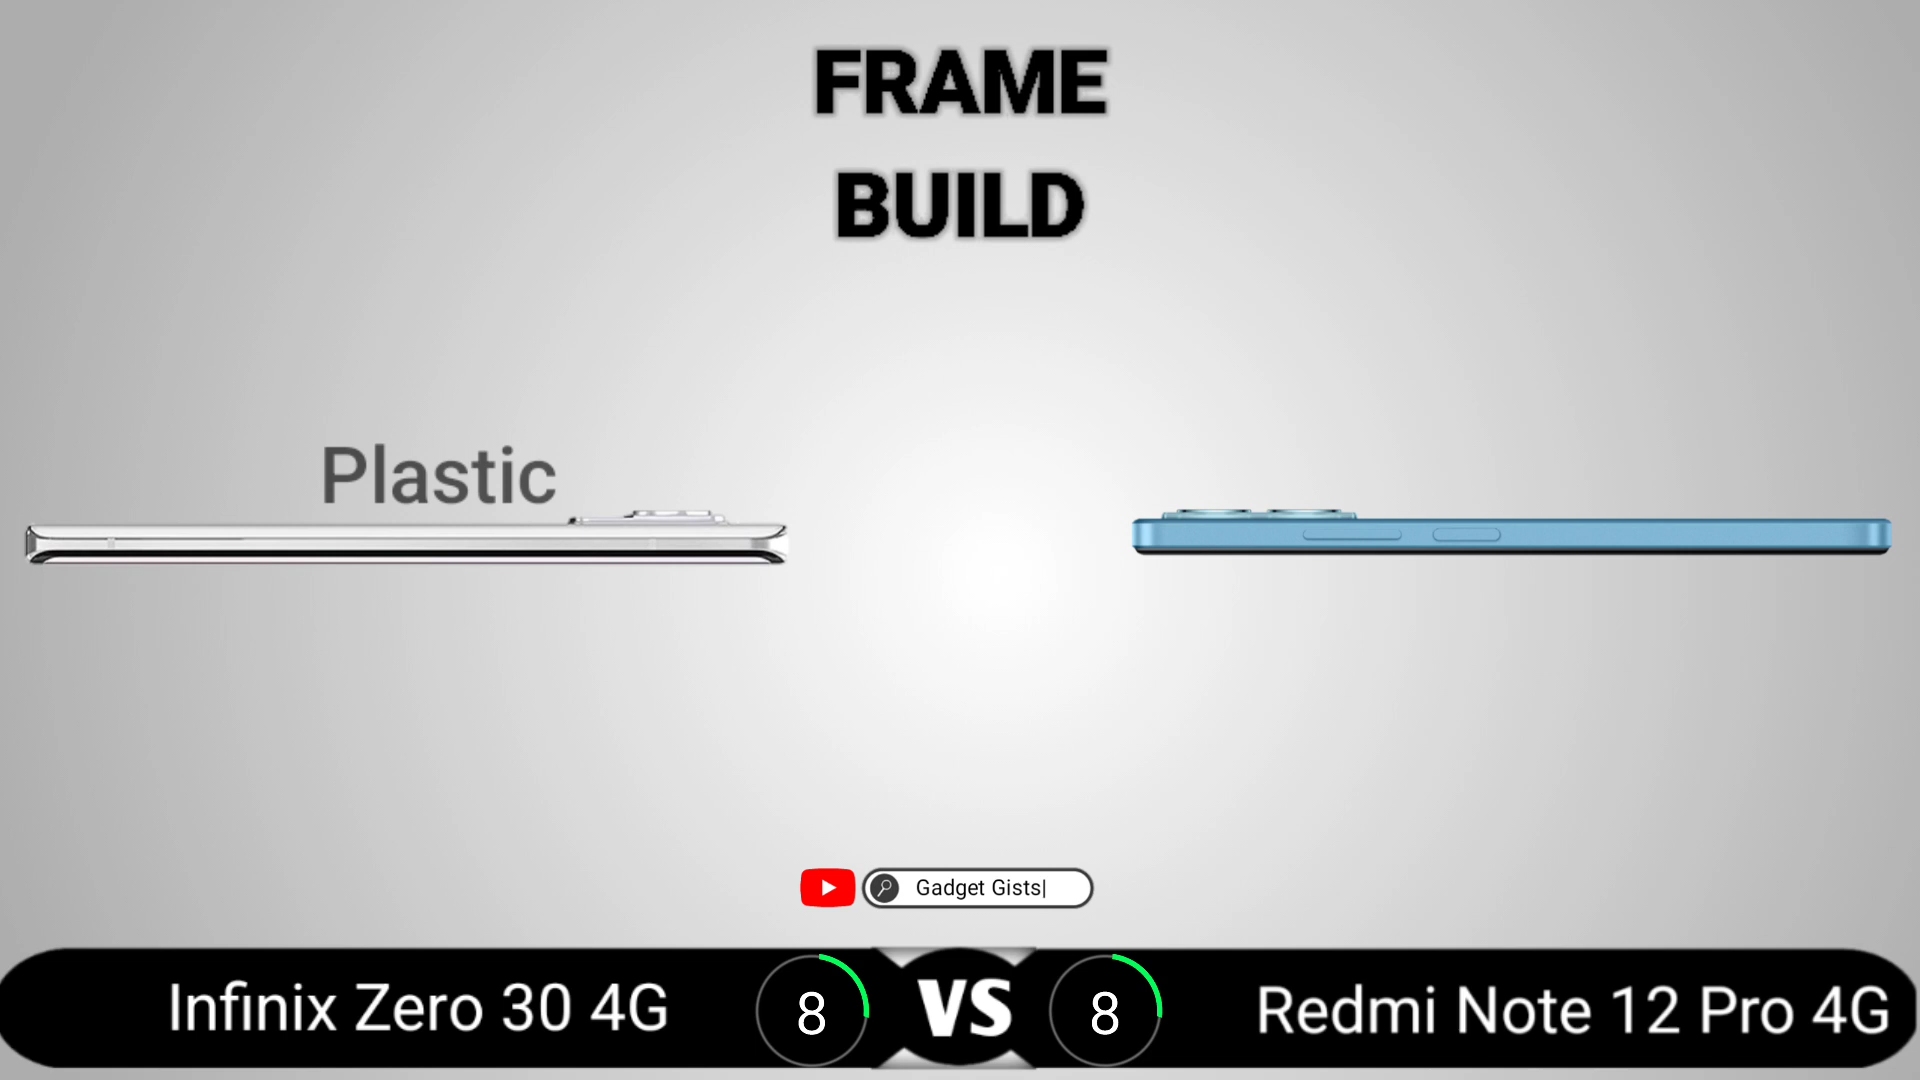 FRAME
BUILD
Plastic
Gadget Gists|
Infinix Zero 30 4G 8 VS 8 Redmi Note 12 Pro 4G